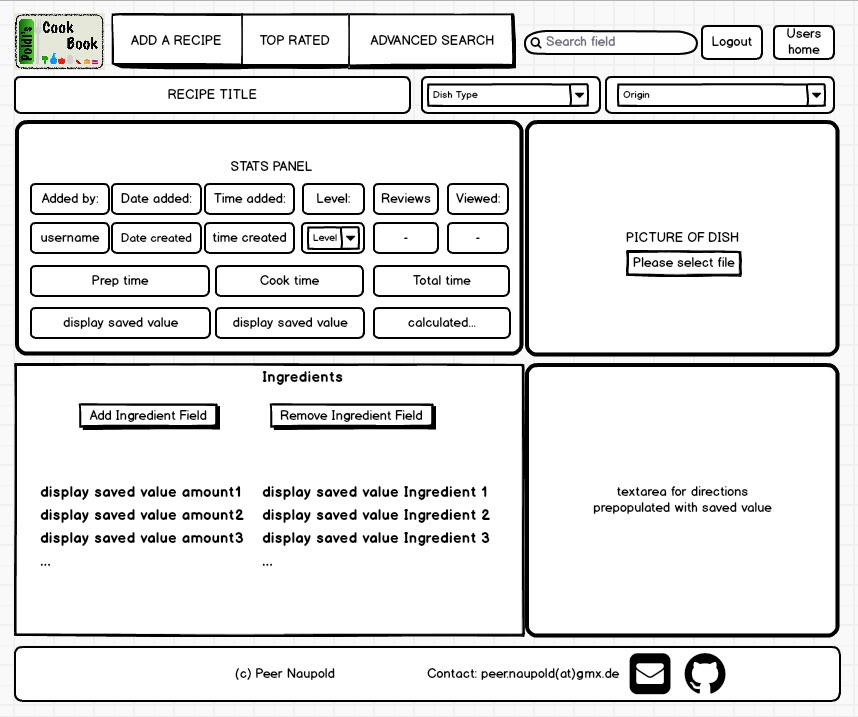 Poldi's
Cook
Book
ADD A RECIPE
TOP RATED
ADVANCED SEARCH
Search field
Logout
Users
home
RECIPE TITLE
Dish Type
Origin
STATS PANEL
Added by:
Date added:
Time added:
Level:
Reviews
Viewed:
username
Date created
time created
Level
-
-
Prep time
Cook time
Total time
display saved value
display saved value
calculated...
PICTURE OF DISH
Please select file
Ingredients
Add Ingredient Field
Remove Ingredient Field
display saved value amount1
display saved value Ingredient 1
display saved value amount2
display saved value Ingredient 2
display saved value amount3
display saved value Ingredient 3
...
...
textarea for directions
prepopulated with saved value
(c) Peer Naupold
Contact: peer.naupold(at)gmx.de